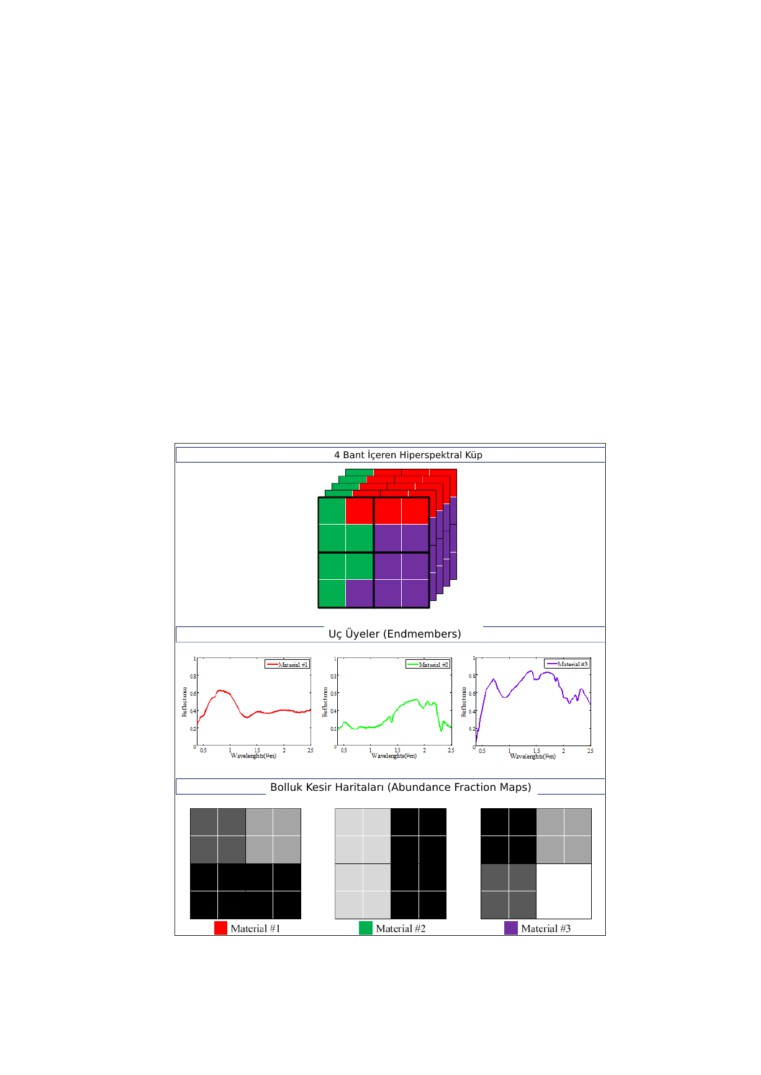 4 Bant İçeren Hiperspektral Küp
Uç Üyeler (Endmembers)
Material #1
Material #2
Material #3
1
0.8
0.6
0.4
0.2
0
Reflectance
0.5 1 1.5 2 2.5
Wavelenghts(µm)
1
0.8
0.6
0.4
0.2
0
Reflectance
0.5 1 1.5 2 2.5
Wavelenghts(µm)
1
0.8
0.6
0.4
0.2
0
Reflectance
0.5 1 1.5 2 2.5
Wavelenghts(µm)
Bolluk Kesir Haritaları (Abundance Fraction Maps)
Material #1
Material #2
Material #3